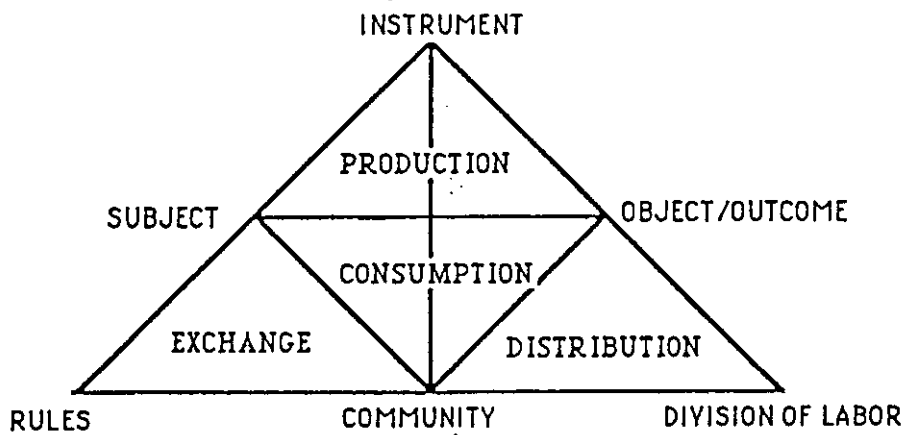 INSTRUMENT
PRODUCTION
SUBJECT
OBJECT/OUTCOME
CONSUMPTION
EXCHANGE
DISTRIBUTION
RULES
COMMUNITY
DIVISION OF LABOR